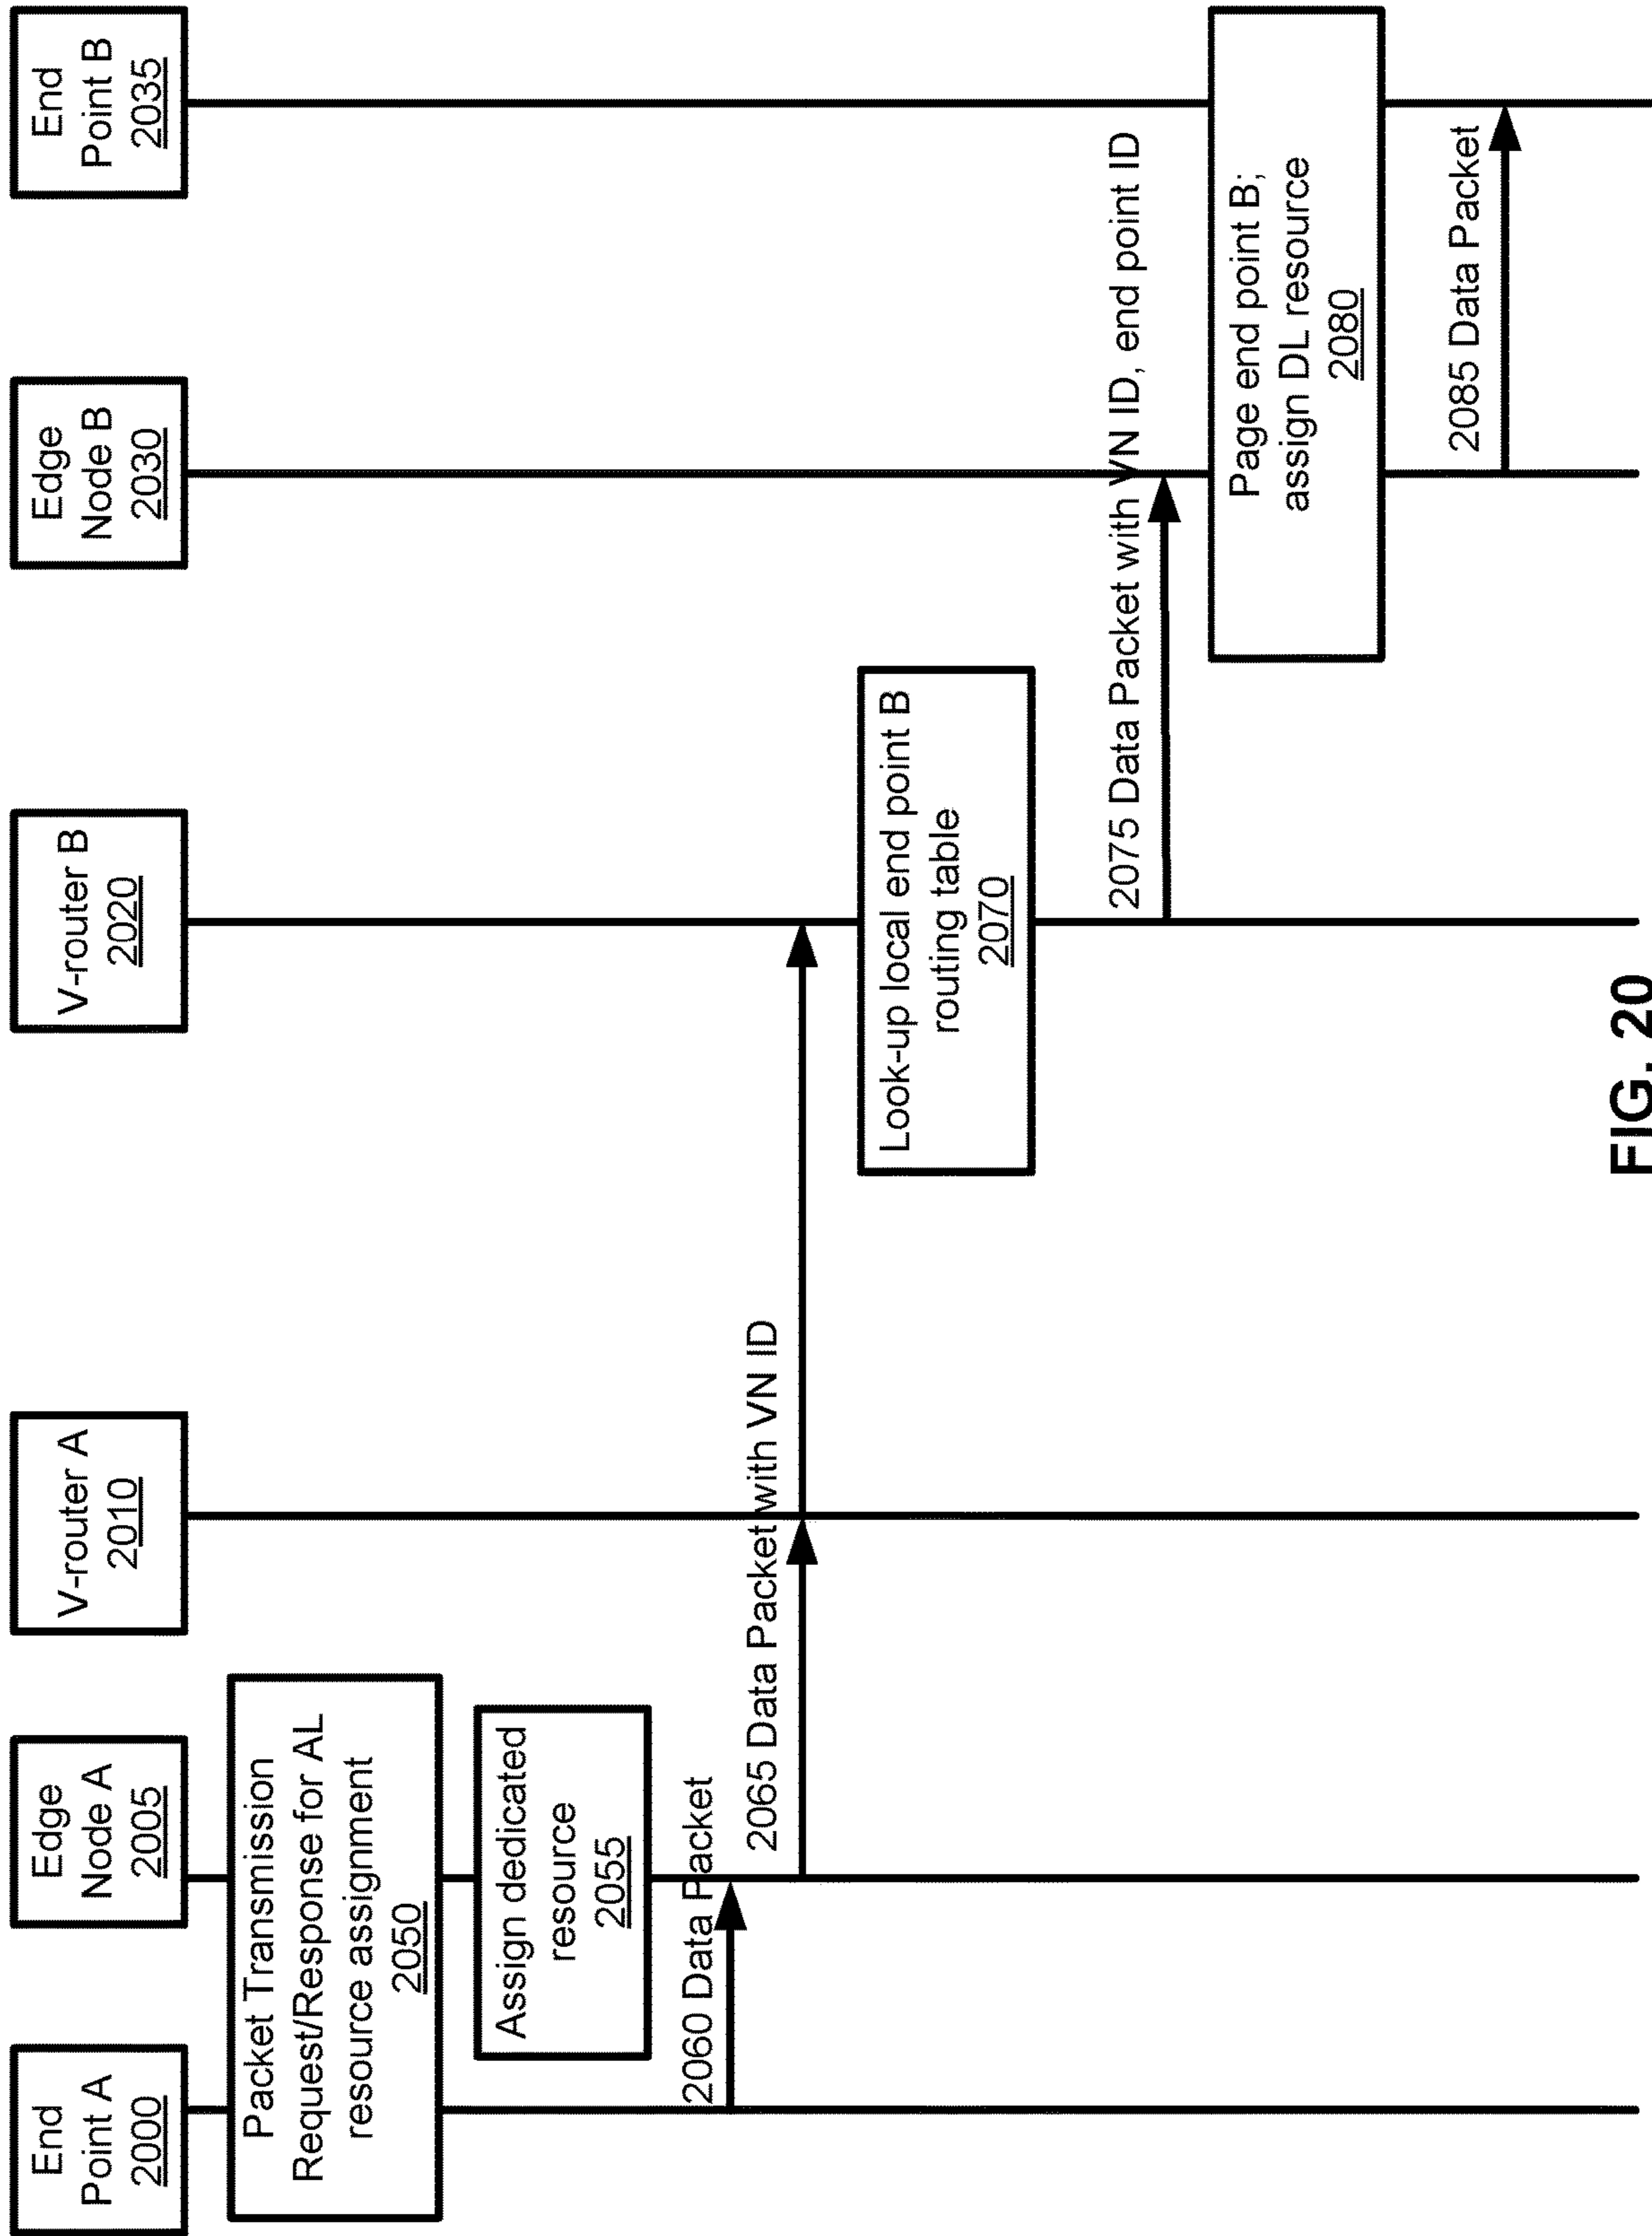 End
Point A
2000
Edge
Node A
2005
V-router A
2010
V-router B
2020
Edge
Node B
2030
End
Point B
2035
Packet Transmission
Request/Response for AL
resource assignment
2050
Assign dedicated
resource
2055
2060 Data Packet
2065 Data Packet with VN ID
Look-up local end point B
routing table
2070
2075 Data Packet with VN ID, end point ID
Page end point B;
assign DL resource
2080
2085 Data Packet
FIG. 20